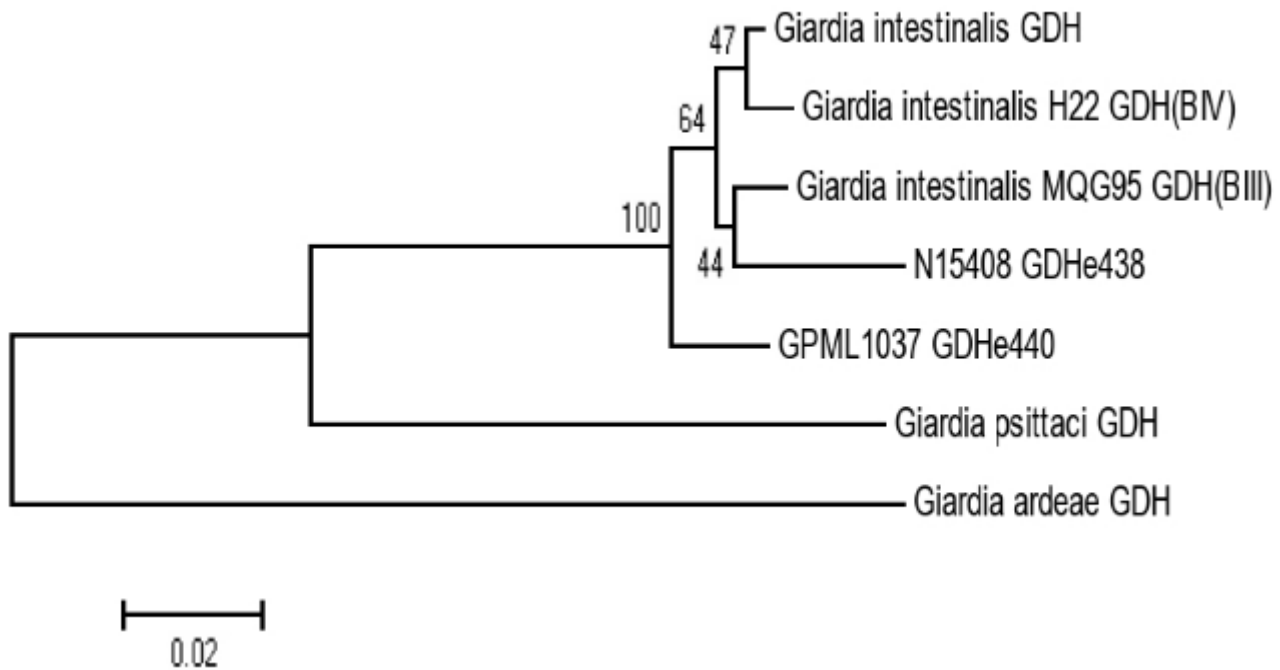 47
Giardia intestinalis GDH
Giardia intestinalis H22 GDH(BIV)
64
Giardia intestinalis MQG95 GDH(BIII)
100
44
N15408 GDHe438
GPML1037 GDHe440
Giardia psittaci GDH
Giardia ardeae GDH
0.02